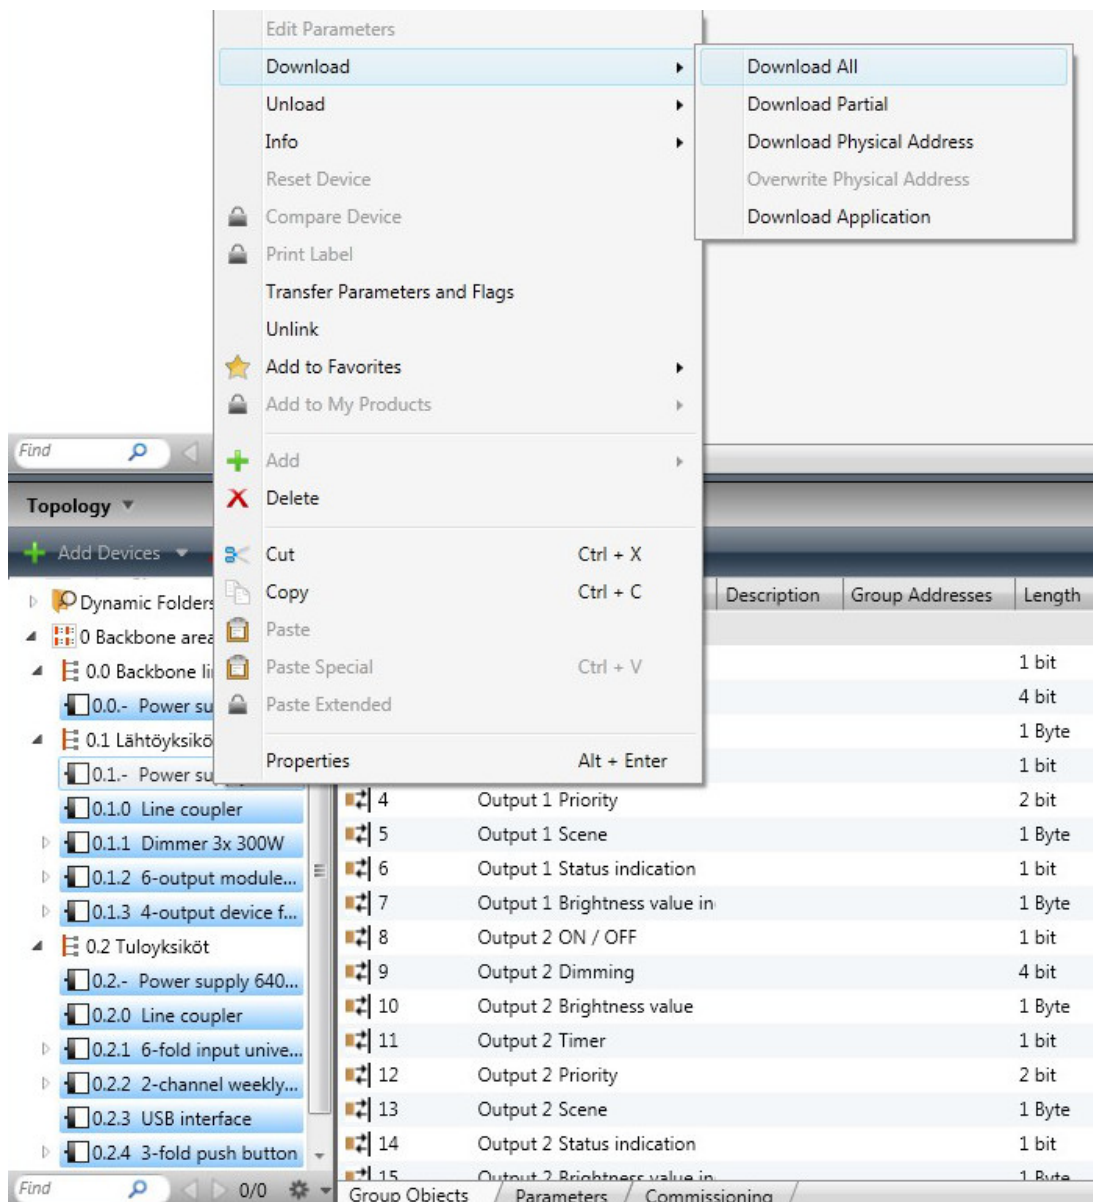 Edit Parameters
Download
Unload
Info
Reset Device
Compare Device
Print Label
Transfer Parameters and Flags
Unlink
Add to Favorites
Add to My Products
Add
Delete
Cut Ctrl + X
Copy Ctrl + C
Paste
Paste Special Ctrl + V
Paste Extended
Properties Alt + Enter
Download All
Download Partial
Download Physical Address
Overwrite Physical Address
Download Application
Find
Topology
Add Devices
Dynamic Folders
0 Backbone area
0.0 Backbone li
0.0.- Power su
0.1 Lähtöyksikö
0.1.- Power su
0.1.0 Line coupler
0.1.1 Dimmer 3x 300W
0.1.2 6-output module...
0.1.3 4-output device f...
0.2 Tuloyksiköt
0.2.- Power supply 640...
0.2.0 Line coupler
0.2.1 6-fold input unive...
0.2.2 2-channel weekly...
0.2.3 USB interface
0.2.4 3-fold push button
Find 0/0
Description Group Addresses Length
1 bit
4 bit
1 Byte
1 bit
4 Output 1 Priority 2 bit
5 Output 1 Scene 1 Byte
6 Output 1 Status indication 1 bit
7 Output 1 Brightness value in 1 Byte
8 Output 2 ON / OFF 1 bit
9 Output 2 Dimming 4 bit
10 Output 2 Brightness value 1 Byte
11 Output 2 Timer 1 bit
12 Output 2 Priority 2 bit
13 Output 2 Scene 1 Byte
14 Output 2 Status indication 1 bit
15 Output 2 Brightness value in 1 Byte
Group Objects / Parameters / Commissioning /